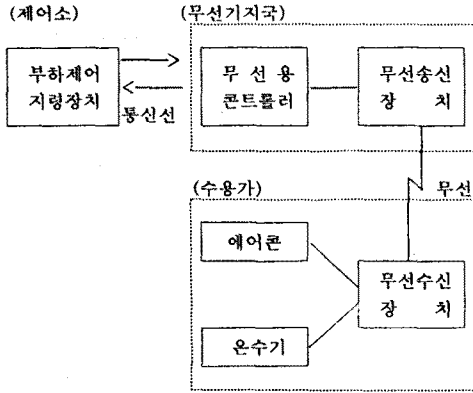 (제어소)
(무선기지국)
부하제어
지령장치
통신선
무 선 용
콘트롤러
무선송신
장 치
무선
(수용가)
에어콘
온수기
무선수신
장 치